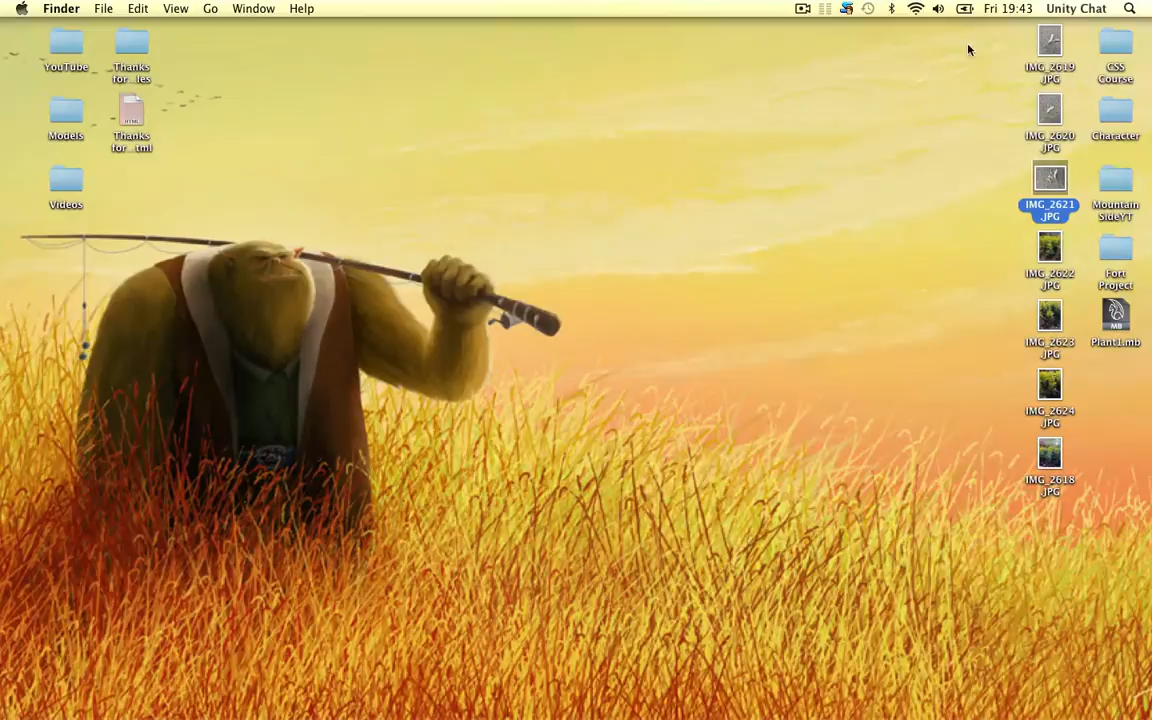 Finder File Edit View Go Window Help Fri 19:43 Unity Chat
YouTube
Thanks
for...les
Models
Thanks
for...tml
HTML
Videos
IMG_2619
.JPG
CSS
Course
IMG_2620
.JPG
Character
IMG_2621
.JPG
Mountain
SideYT
IMG_2622
.JPG
Fort
Project
MB
IMG_2623
.JPG
Plant1.mb
IMG_2624
.JPG
IMG_2618
.JPG